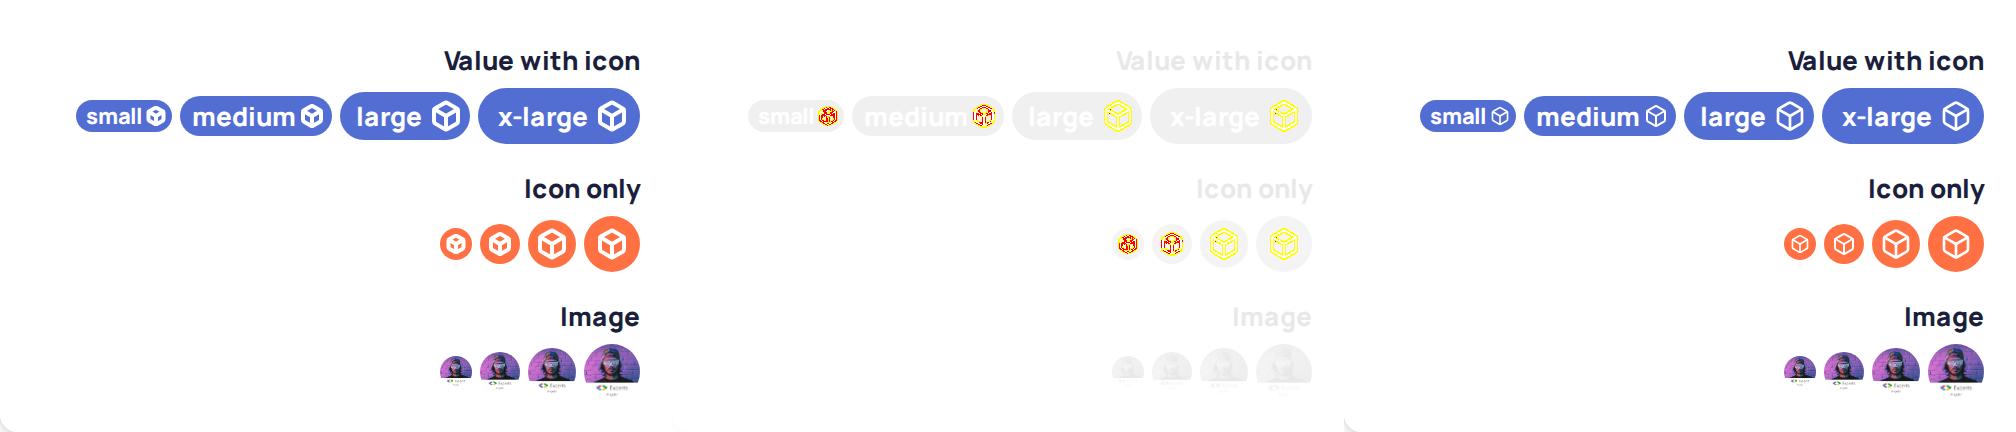 Value with icon Value with icon Value with icon
small medium large x-large small medium large x-large small medium large x-large
Icon only Icon only Icon only
Image Image Image